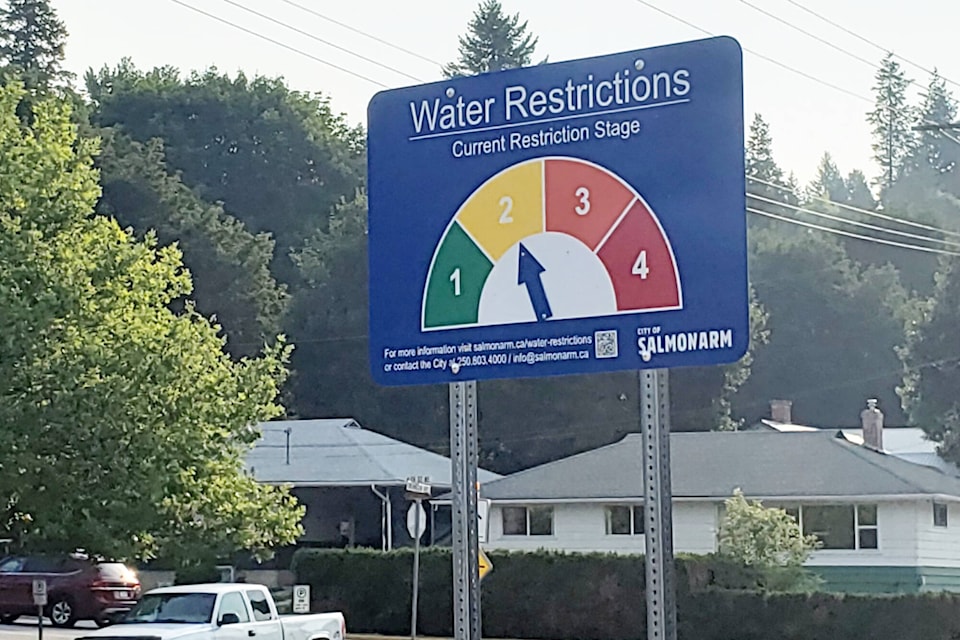 Water Restrictions
Current Restriction Stage
1
2
3
4
For more information visit salmonarm.ca/water-restrictions
or contact the City at 250.803.4000 / info@salmonarm.ca
CITY OF
SALMONARM